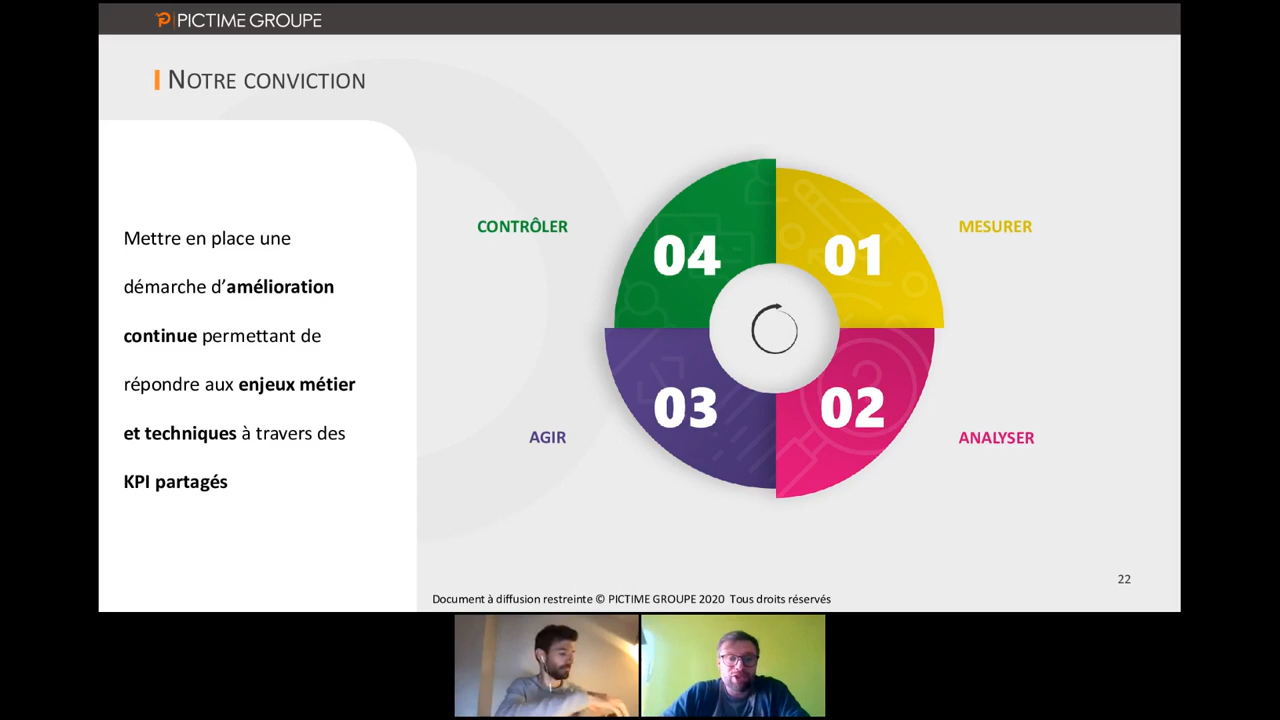 PICTIME GROUPE
NOTRE CONVICTION
Mettre en place une
démarche d’amélioration
continue permettant de
répondre aux enjeux métier
et techniques à travers des
KPI partagés
CONTRÔLER
04
01
MESURER
AGIR
03
02
ANALYSER
22
Document à diffusion restreinte © PICTIME GROUPE 2020 Tous droits réservés